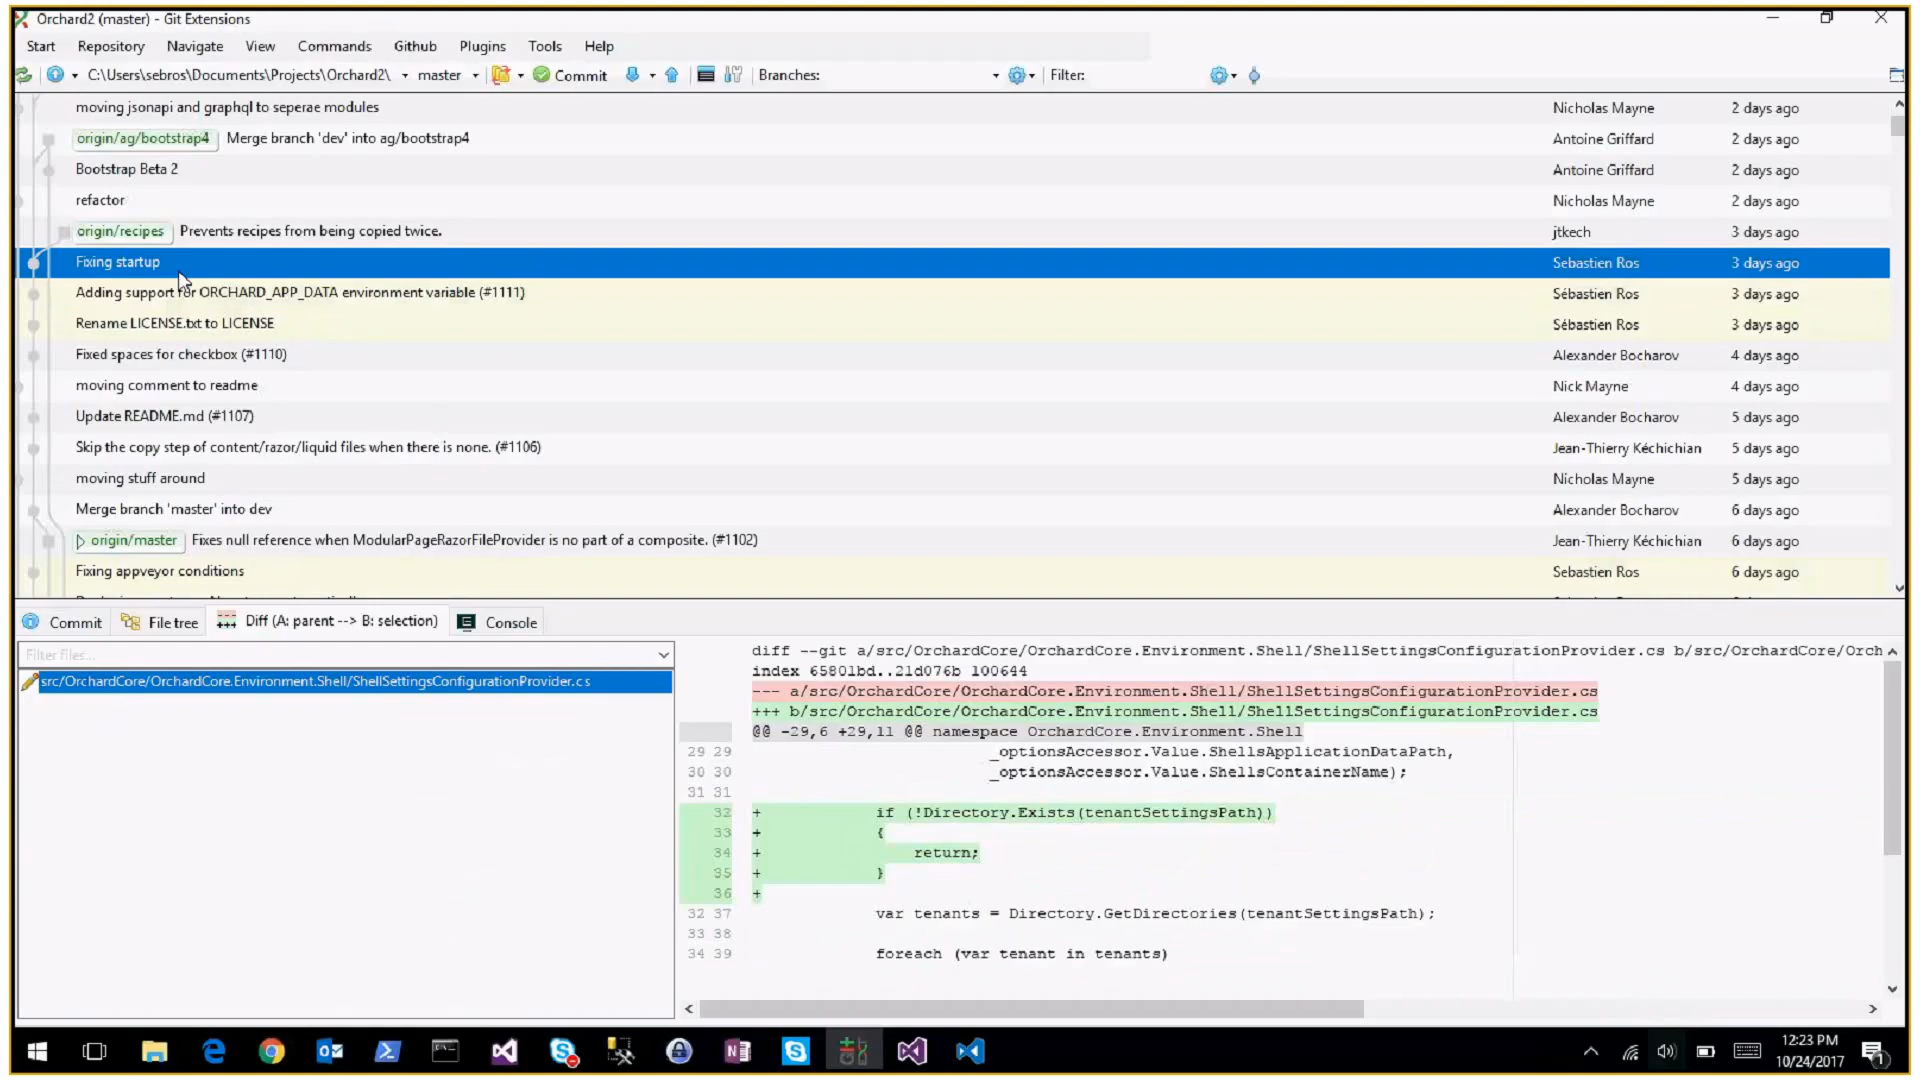 Orchard2 (master) - Git Extensions
Start Repository Navigate View Commands Github Plugins Tools Help
C:\Users\sebros\Documents\Projects\Orchard2\ master Commit Branches: Filter:
moving jsonapi and graphql to seperae modules Nicholas Mayne 2 days ago
origin/ag/bootstrap4 Merge branch 'dev' into ag/bootstrap4 Antoine Griffard 2 days ago
Bootstrap Beta 2 Antoine Griffard 2 days ago
refactor Nicholas Mayne 2 days ago
origin/recipes Prevents recipes from being copied twice. jtkech 3 days ago
Fixing startup Sebastien Ros 3 days ago
Adding support for ORCHARD_APP_DATA environment variable (#1111) Sébastien Ros 3 days ago
Rename LICENSE.txt to LICENSE Sébastien Ros 3 days ago
Fixed spaces for checkbox (#1110) Alexander Bocharov 4 days ago
moving comment to readme Nick Mayne 4 days ago
Update README.md (#1107) Alexander Bocharov 5 days ago
Skip the copy step of content/razor/liquid files when there is none. (#1106) Jean-Thierry Kéchichian 5 days ago
moving stuff around Nicholas Mayne 5 days ago
Merge branch 'master' into dev Alexander Bocharov 6 days ago
origin/master Fixes null reference when ModularPageRazorFileProvider is no part of a composite. (#1102) Jean-Thierry Kéchichian 6 days ago
Fixing appveyor conditions Sebastien Ros 6 days ago
Commit File tree Diff (A: parent --> B: selection) Console
Filter files...
src/OrchardCore/OrchardCore.Environment.Shell/ShellSettingsConfigurationProvider.cs
diff --git a/src/OrchardCore/OrchardCore.Environment.Shell/ShellSettingsConfigurationProvider.cs b/src/OrchardCore/Orch
index 65801bd..21d076b 100644
--- a/src/OrchardCore/OrchardCore.Environment.Shell/ShellSettingsConfigurationProvider.cs
+++ b/src/OrchardCore/OrchardCore.Environment.Shell/ShellSettingsConfigurationProvider.cs
@@ -29,6 +29,11 @@ namespace OrchardCore.Environment.Shell
29 29 _optionsAccessor.Value.ShellsApplicationDataPath,
30 30 _optionsAccessor.Value.ShellsContainerName);
31 31
32 + if (!Directory.Exists(tenantSettingsPath))
33 + {
34 + return;
35 + }
36 +
32 37 var tenants = Directory.GetDirectories(tenantSettingsPath);
33 38
34 39 foreach (var tenant in tenants)
12:23 PM
10/24/2017